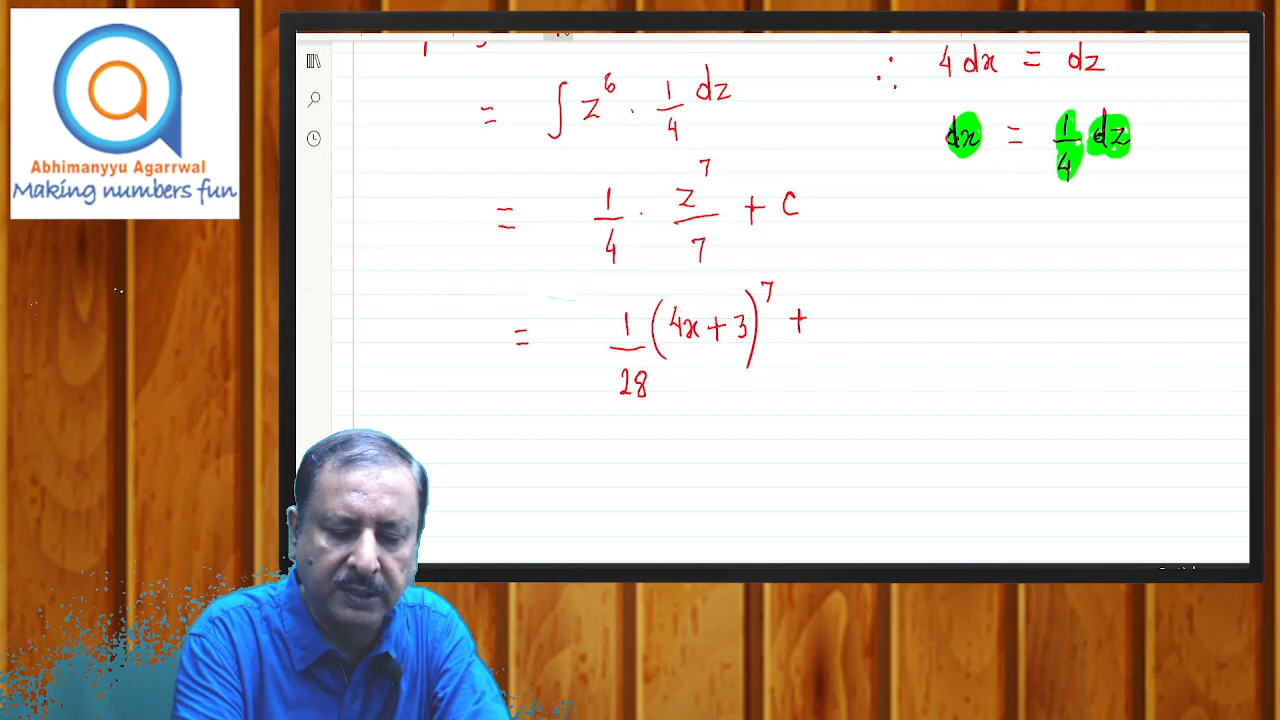 Abhimanyyu Agarrwal
Making numbers fun
= ∫ z⁶ · 1/4 dz
= 1/4 · z⁷/7 + C
= 1/28 (4x + 3)⁷ +
∴ 4 dx = dz
dx = 1/4 dz